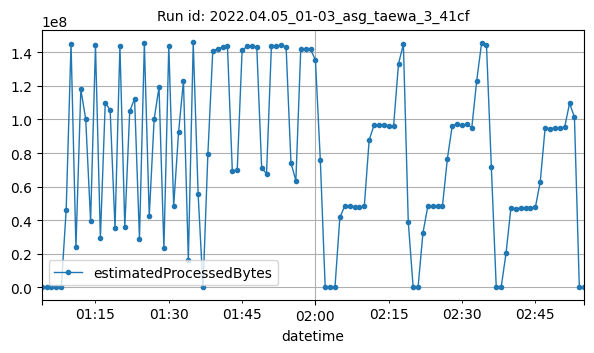 Run id: 2022.04.05_01-03_asg_taewa_3_41cf
1e8
1.4
1.2
1.0
0.8
0.6
0.4
0.2
0.0
estimatedProcessedBytes
01:15 01:30 01:45 02:00 02:15 02:30 02:45
datetime